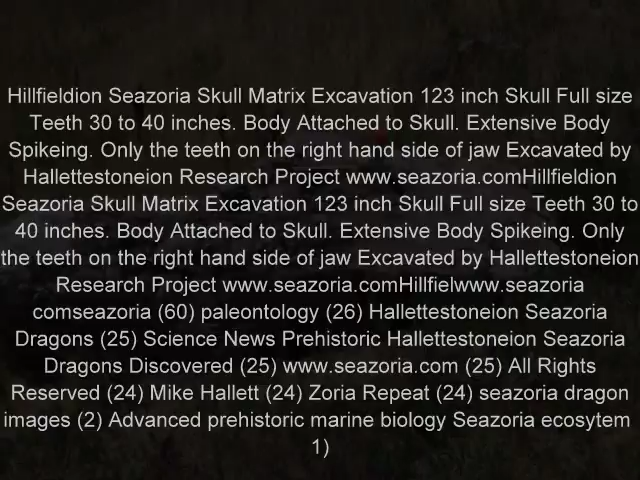 Hillfieldion Seazoria Skull Matrix Excavation 123 inch Skull Full size
Teeth 30 to 40 inches. Body Attached to Skull. Extensive Body
Spikeing. Only the teeth on the right hand side of jaw Excavated by
Hallettestoneion Research Project www.seazoria.comHillfieldion
Seazoria Skull Matrix Excavation 123 inch Skull Full size Teeth 30 to
40 inches. Body Attached to Skull. Extensive Body Spikeing. Only
the teeth on the right hand side of jaw Excavated by Hallettestoneion
Research Project www.seazoria.comHillfielwww.seazoria
comseazoria (60) paleontology (26) Hallettestoneion Seazoria
Dragons (25) Science News Prehistoric Hallettestoneion Seazoria
Dragons Discovered (25) www.seazoria.com (25) All Rights
Reserved (24) Mike Hallett (24) Zoria Repeat (24) seazoria dragon
images (2) Advanced prehistoric marine biology Seazoria ecosytem
1)